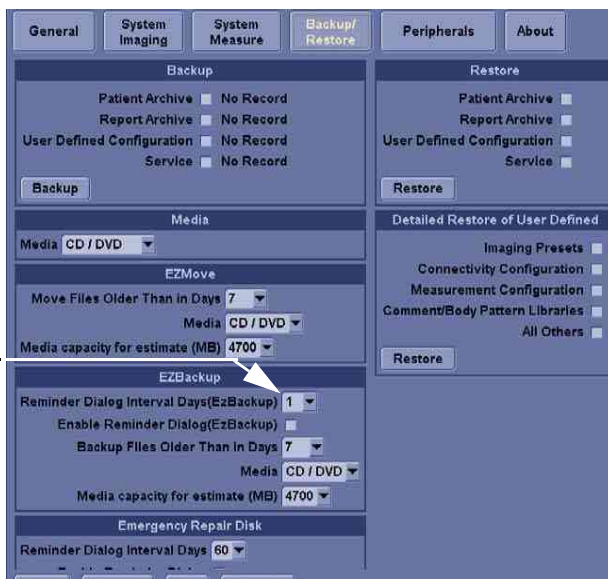 General
System Imaging
System Measure
Backup/ Restore
Peripherals
About
Backup
Patient Archive No Record
Report Archive No Record
User Defined Configuration No Record
Service No Record
Backup
Media
Media CD / DVD
EZMove
Move Files Older Than in Days 7
Media CD / DVD
Media capacity for estimate (MB) 4700
EZBackup
Reminder Dialog Interval Days(EzBackup) 1
Enable Reminder Dialog(EzBackup)
Backup Files Older Than in Days 7
Media CD / DVD
Media capacity for estimate (MB) 4700
Emergency Repair Disk
Reminder Dialog Interval Days 60
Restore
Patient Archive
Report Archive
User Defined Configuration
Service
Restore
Detailed Restore of User Defined
Imaging Presets
Connectivity Configuration
Measurement Configuration
Comment/Body Pattern Libraries
All Others
Restore